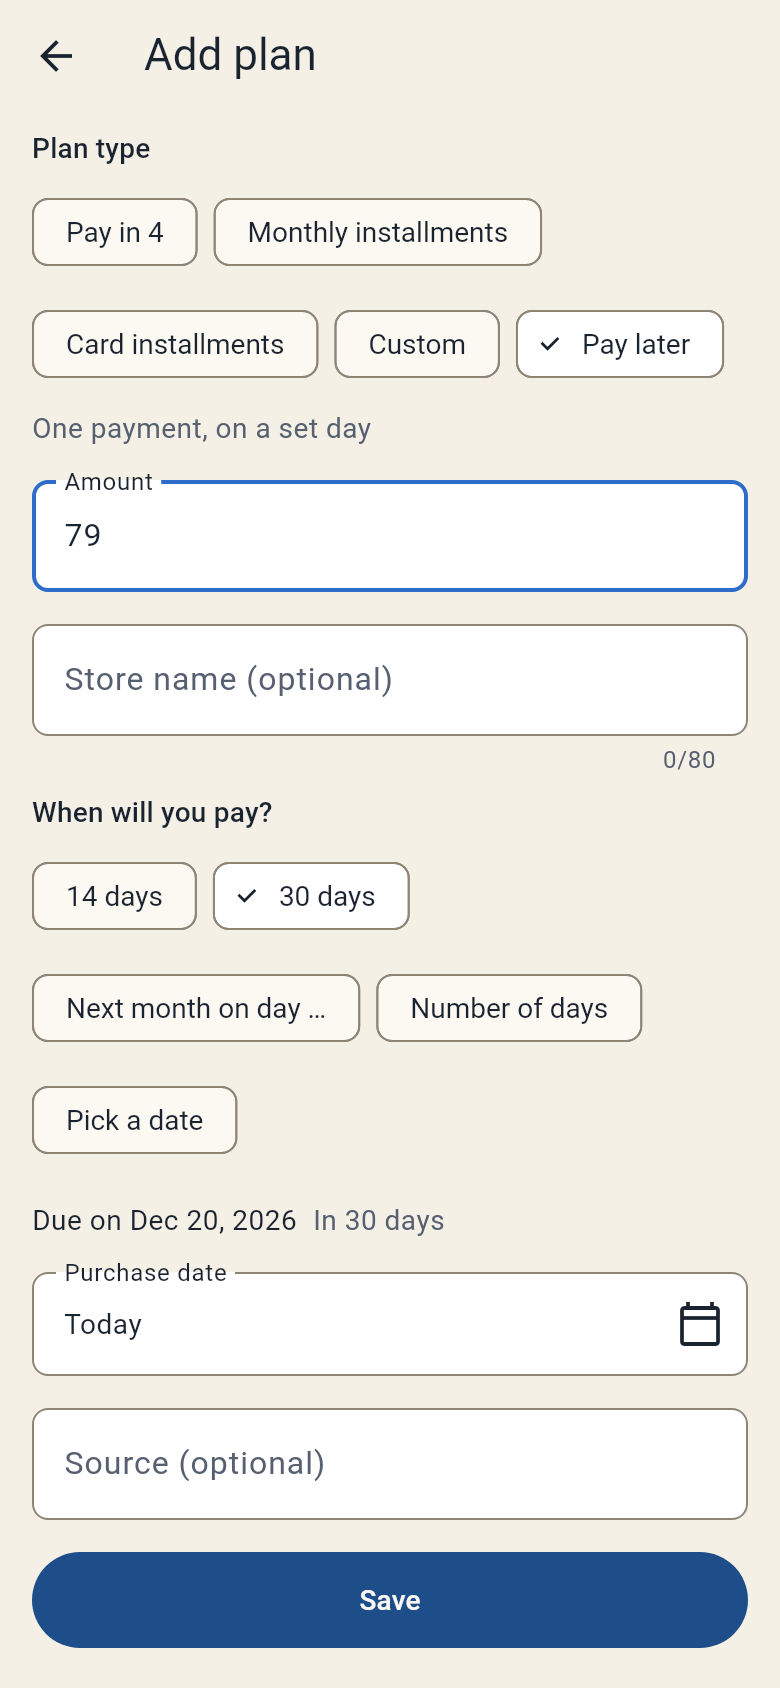 Add plan
Plan type
Pay in 4
Monthly installments
Card installments
Custom
Pay later
One payment, on a set day
Amount
79
Store name (optional)
0/80
When will you pay?
14 days
30 days
Next month on day ...
Number of days
Pick a date
Due on Dec 20, 2026 In 30 days
Purchase date
Today
Source (optional)
Save